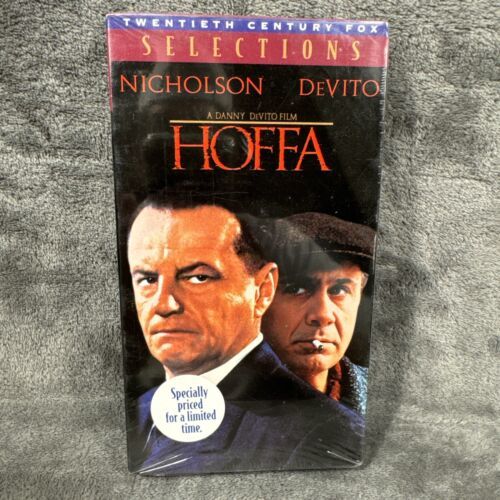 TWENTIETH CENTURY FOX
SELECTIONS
NICHOLSON DEVITO
A DANNY DEVITO FILM
HOFFA
Specially
priced
for a limited
time.